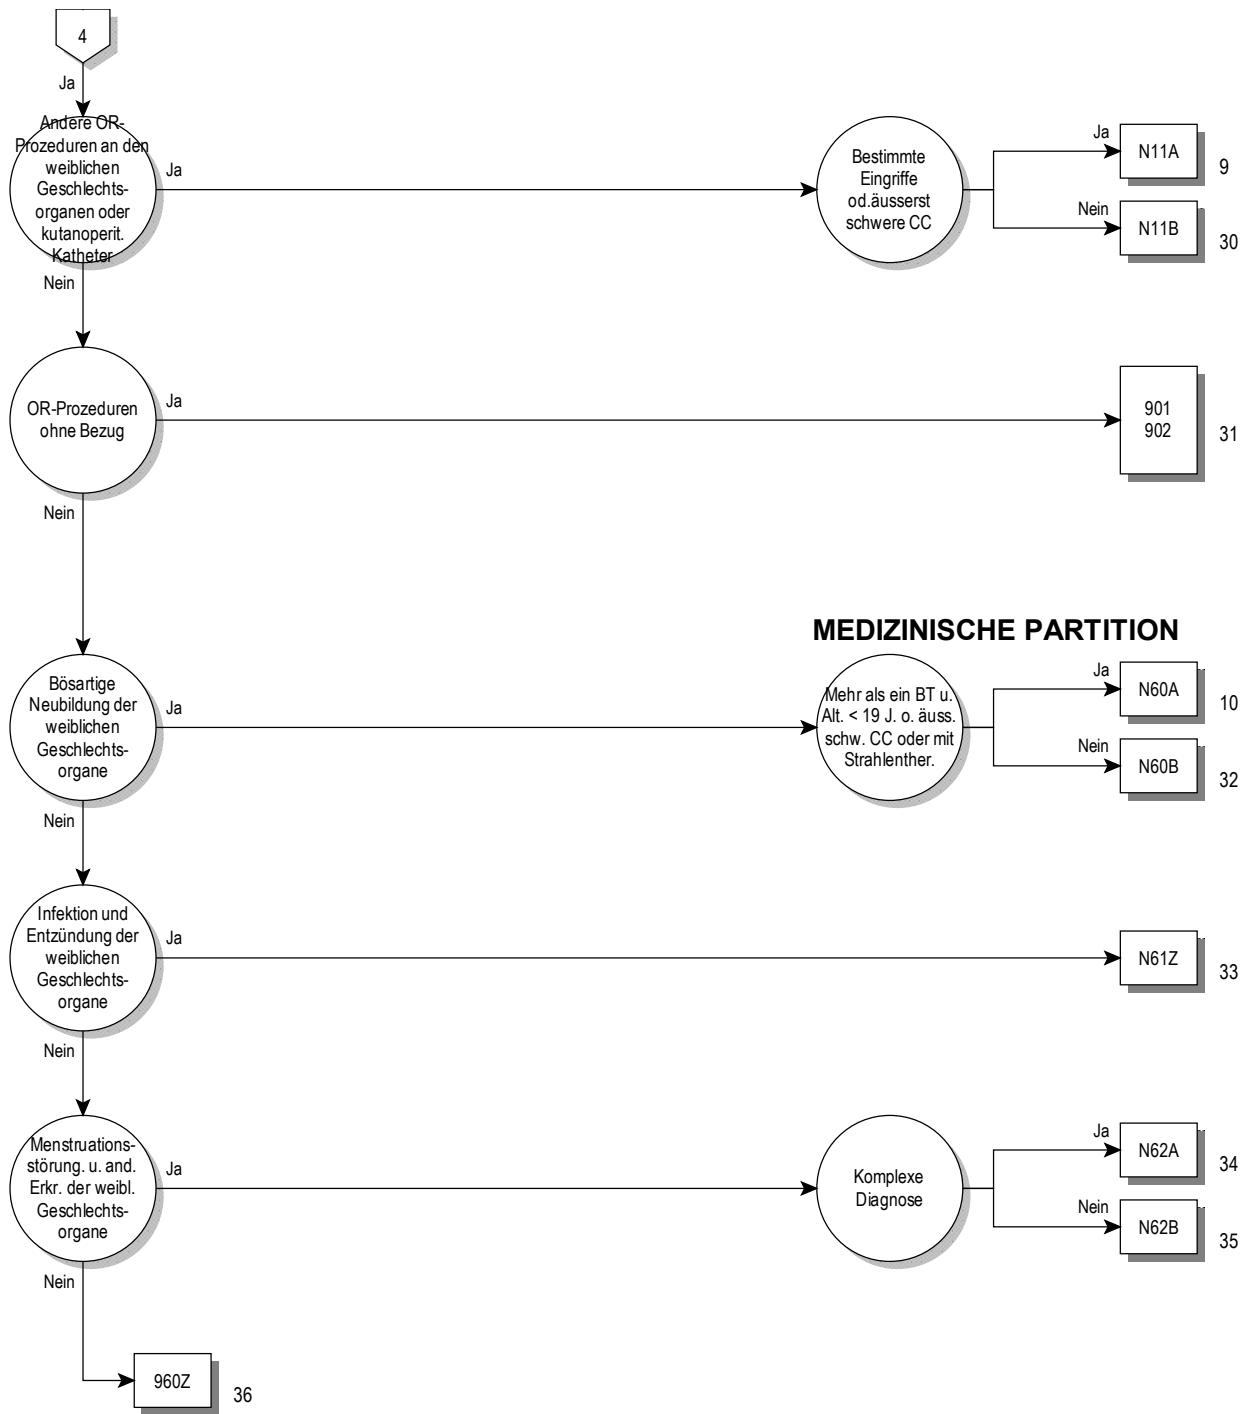 4
Ja
Andere OR-
Prozeduren an den
weiblichen
Geschlechts-
organen oder
kutanoperit.
Katheter
Ja
Bestimmte
Eingriffe
od.äusserst
schwere CC
Ja
N11A
9
Nein
N11B
30
Nein
OR-Prozeduren
ohne Bezug
Ja
901
902
31
Nein
MEDIZINISCHE PARTITION
Bösartige
Neubildung der
weiblichen
Geschlechts-
organe
Ja
Mehr als ein BT u.
Alt. < 19 J. o. äuss.
schw. CC oder mit
Strahlenther.
Ja
N60A
10
Nein
N60B
32
Nein
Infektion und
Entzündung der
weiblichen
Geschlechts-
organe
Ja
N61Z
33
Nein
Menstruations-
störung. u. and.
Erkr. der weibl.
Geschlechts-
organe
Ja
Komplexe
Diagnose
Ja
N62A
34
Nein
N62B
35
Nein
960Z
36